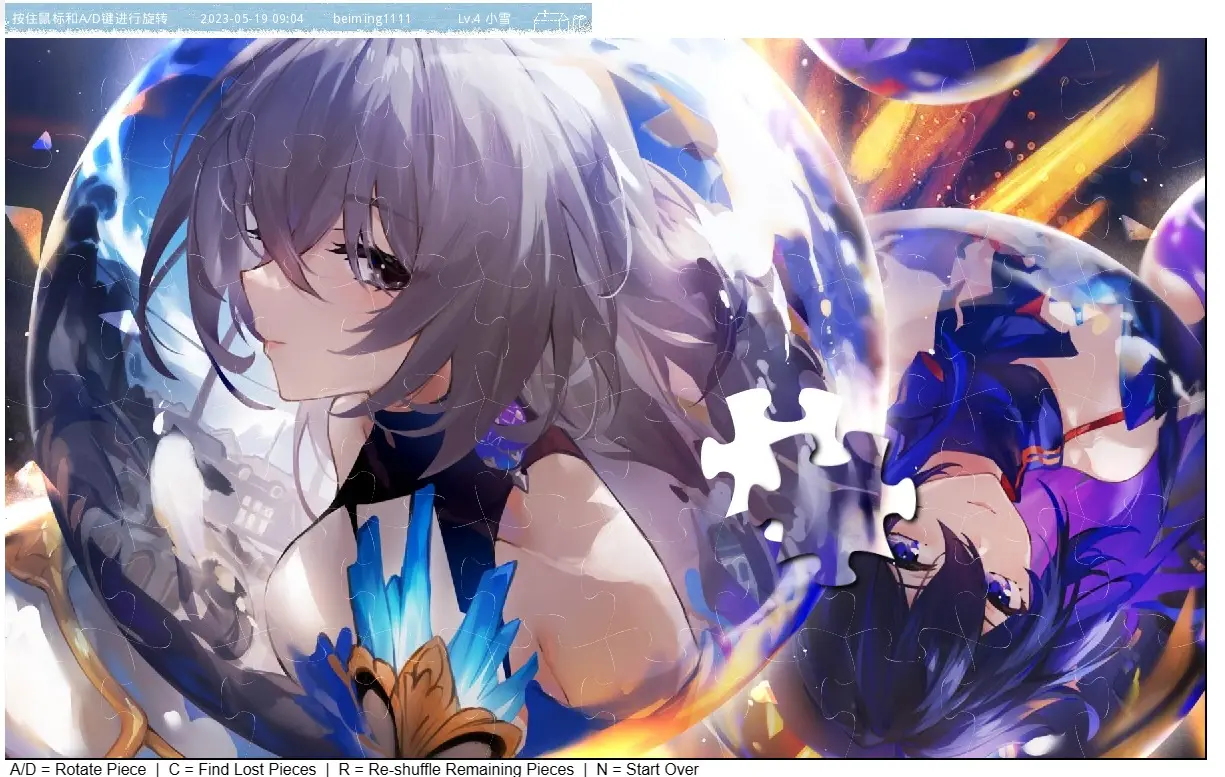 按住鼠标和A/D键进行旋转 2023-05-19 09:04 beiming1111 Lv.4 小雪
A/D = Rotate Piece | C = Find Lost Pieces | R = Re-shuffle Remaining Pieces | N = Start Over